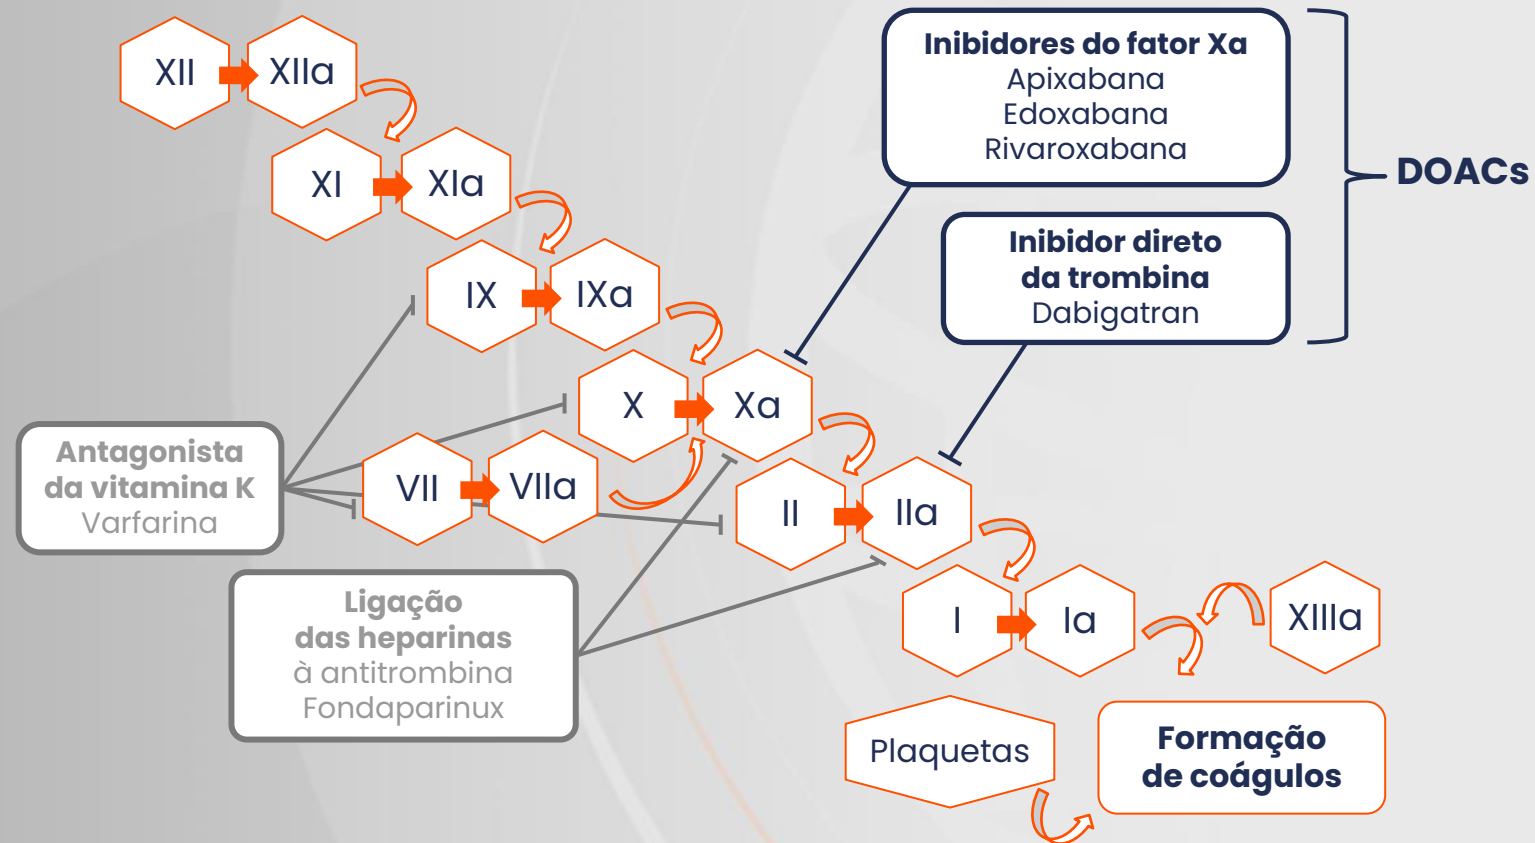 XII
XIIa
Inibidores do fator Xa
Apixabana
Edoxabana
Rivaroxabana
DOACs
XI
XIa
Inibidor direto
da trombina
Dabigatran
IX
IXa
X
Xa
Antagonista
da vitamina K
Varfarina
VII
VIIa
II
IIa
Ligação
das heparinas
à antitrombina
Fondaparinux
I
Ia
XIIIa
Plaquetas
Formação
de coágulos